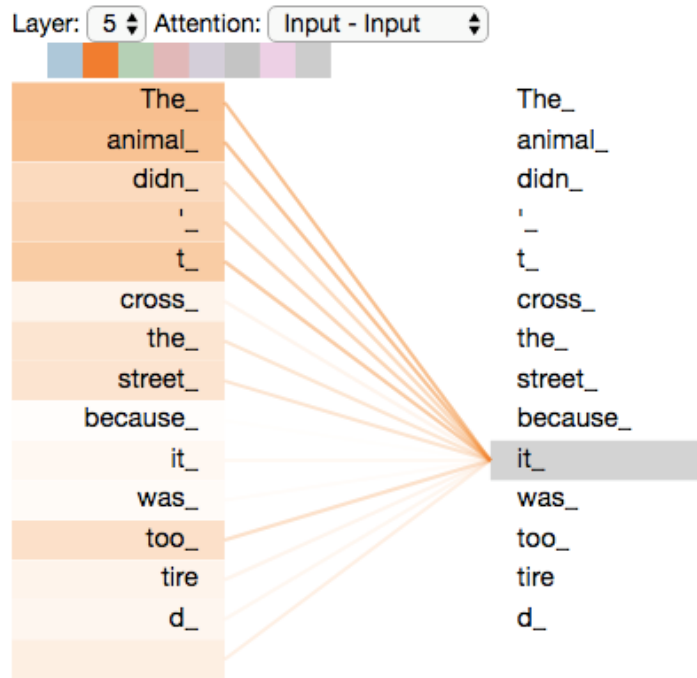 Layer: 5 Attention: Input - Input
The_ The_
animal_ animal_
didn_ didn_
'_ '_
t_ t_
cross_ cross_
the_ the_
street_ street_
because_ because_
it_ it_
was_ was_
too_ too_
tire tire
d_ d_